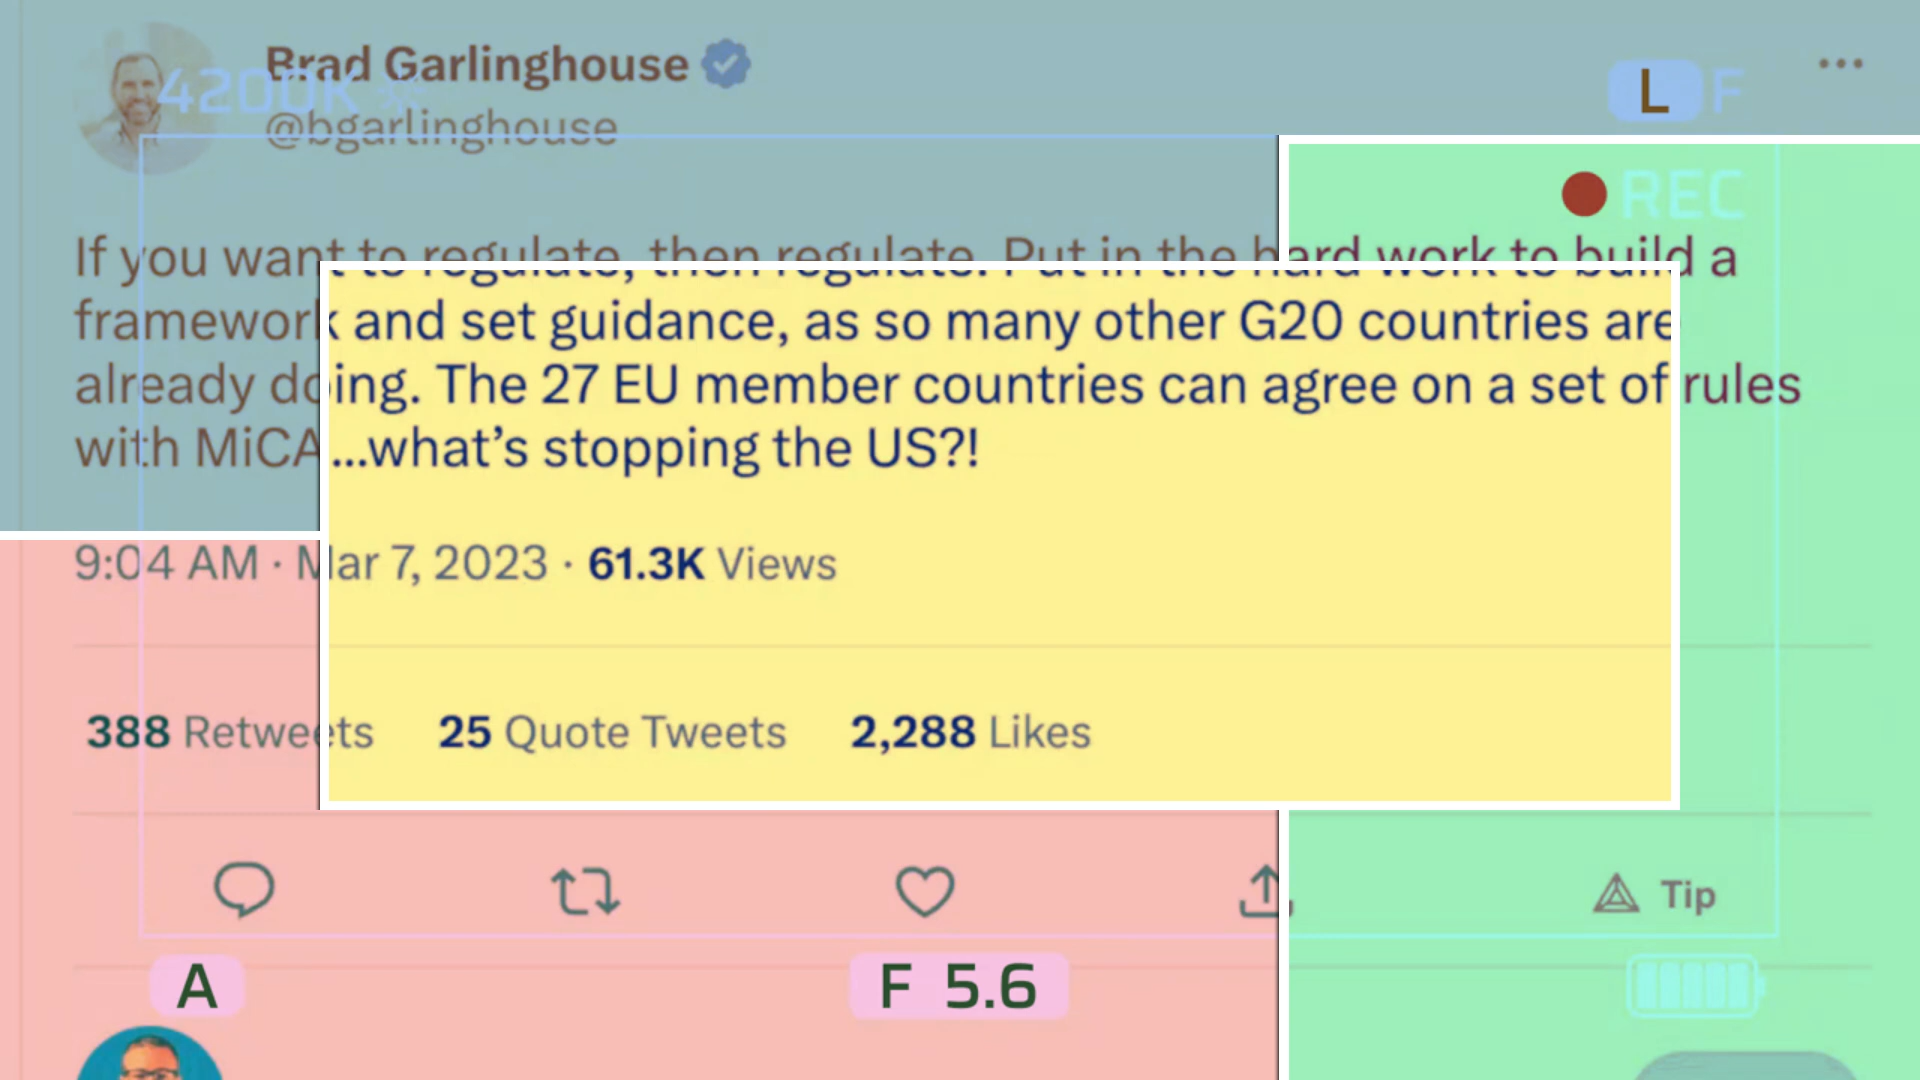 Brad Garlinghouse
4200K
L F
@bgarlinghouse
REC
If you want to regulate, then regulate. Put in the hard work to build a
framework and set guidance, as so many other G20 countries are
already doing. The 27 EU member countries can agree on a set of rules
with MiCA...what’s stopping the US?!
9:04 AM · Mar 7, 2023 · 61.3K Views
388 Retweets 25 Quote Tweets 2,288 Likes
Tip
A
F 5.6